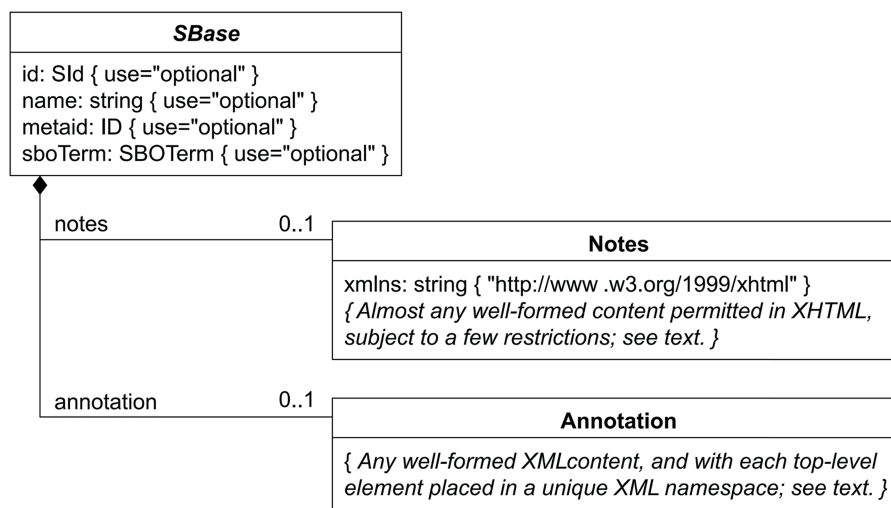 SBase
id: SId { use="optional" }
name: string { use="optional" }
metaid: ID { use="optional" }
sboTerm: SBOTerm { use="optional" }
notes 0..1
Notes
xmlns: string { "http://www .w3.org/1999/xhtml" }
{ Almost any well-formed content permitted in XHTML,
subject to a few restrictions; see text. }
annotation 0..1
Annotation
{ Any well-formed XMLcontent, and with each top-level
element placed in a unique XML namespace; see text. }